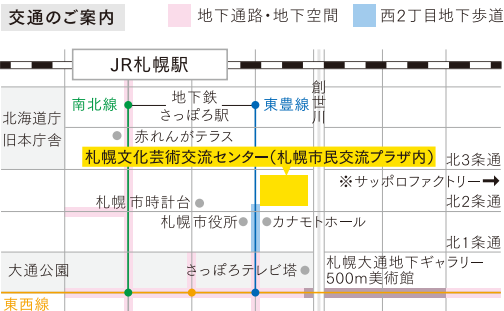 交通のご案内
地下通路・地下空間
西2丁目地下歩道
JR札幌駅
南北線
地下鉄
さっぽろ駅
東豊線
創世川
北海道庁
旧本庁舎
赤れんがテラス
札幌文化芸術交流センター(札幌市民交流プラザ内)
北3条通
※サッポロファクトリー
札幌市時計台
北2条通
札幌市役所
カナモトホール
北1条通
大通公園
さっぽろテレビ塔
札幌大通地下ギャラリー
500m美術館
東西線